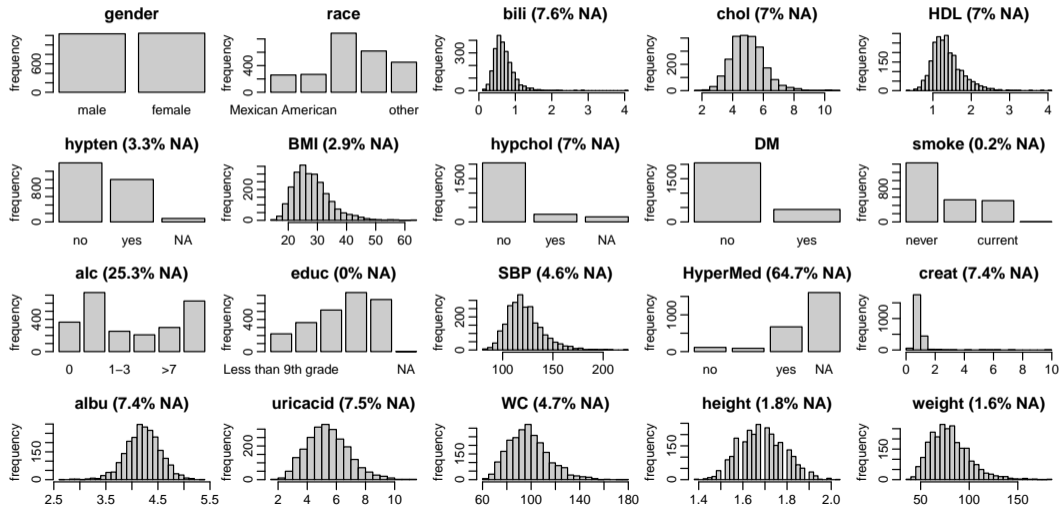 gender
race
bili (7.6% NA)
chol (7% NA)
HDL (7% NA)
frequency
0
600
male
female
frequency
0
400
Mexican American
other
frequency
0
300
0 1 2 3 4
frequency
0
200
2 4 6 8 10
frequency
0
150
1 2 3 4
hypten (3.3% NA)
BMI (2.9% NA)
hypchol (7% NA)
DM
smoke (0.2% NA)
frequency
0
800
no
yes
NA
frequency
0
200
20 30 40 50 60
frequency
0
1500
no
yes
NA
frequency
0
1500
no
yes
frequency
0
800
never
current
alc (25.3% NA)
educ (0% NA)
SBP (4.6% NA)
HyperMed (64.7% NA)
creat (7.4% NA)
frequency
0
400
0
1−3
>7
frequency
0
400
Less than 9th grade
NA
frequency
0
200
100 150 200
frequency
0
1000
no
yes
NA
frequency
0
1000
0 2 4 6 8 10
albu (7.4% NA)
uricacid (7.5% NA)
WC (4.7% NA)
height (1.8% NA)
weight (1.6% NA)
frequency
0
150
2.5 3.5 4.5 5.5
frequency
0
200
2 4 6 8 10
frequency
0
150
60 100 140 180
frequency
0
150
1.4 1.6 1.8 2.0
frequency
0
150
50 100 150